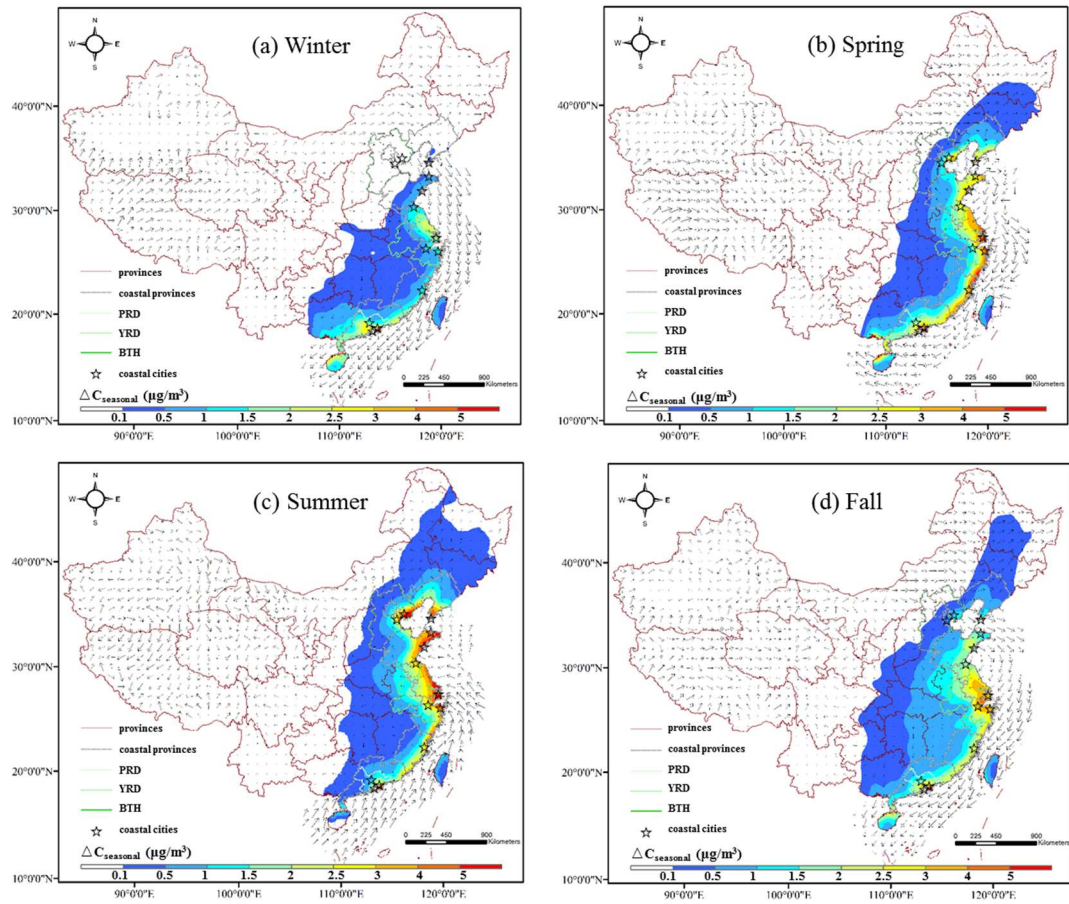 (a) Winter
N
W E
S
40°0'0"N
30°0'0"N
20°0'0"N
10°0'0"N
provinces
coastal provinces
PRD
YRD
BTH
coastal cities
0 225 450 900
Kilometers
△Cseasonal (μg/m³)
0.1 0.5 1 1.5 2 2.5 3 4 5
90°0'0"E 100°0'0"E 110°0'0"E 120°0'0"E
(b) Spring
N
W E
S
40°0'0"N
30°0'0"N
20°0'0"N
10°0'0"N
provinces
coastal provinces
PRD
YRD
BTH
coastal cities
0 225 450 900
Kilometers
△Cseasonal (μg/m³)
0.1 0.5 1 1.5 2 2.5 3 4 5
90°0'0"E 100°0'0"E 110°0'0"E 120°0'0"E
(c) Summer
N
W E
S
40°0'0"N
30°0'0"N
20°0'0"N
10°0'0"N
provinces
coastal provinces
PRD
YRD
BTH
coastal cities
0 225 450 900
Kilometers
△Cseasonal (μg/m³)
0.1 0.5 1 1.5 2 2.5 3 4 5
90°0'0"E 100°0'0"E 110°0'0"E 120°0'0"E
(d) Fall
N
W E
S
40°0'0"N
30°0'0"N
20°0'0"N
10°0'0"N
provinces
coastal provinces
PRD
YRD
BTH
coastal cities
0 225 450 900
Kilometers
△Cseasonal (μg/m³)
0.1 0.5 1 1.5 2 2.5 3 4 5
90°0'0"E 100°0'0"E 110°0'0"E 120°0'0"E